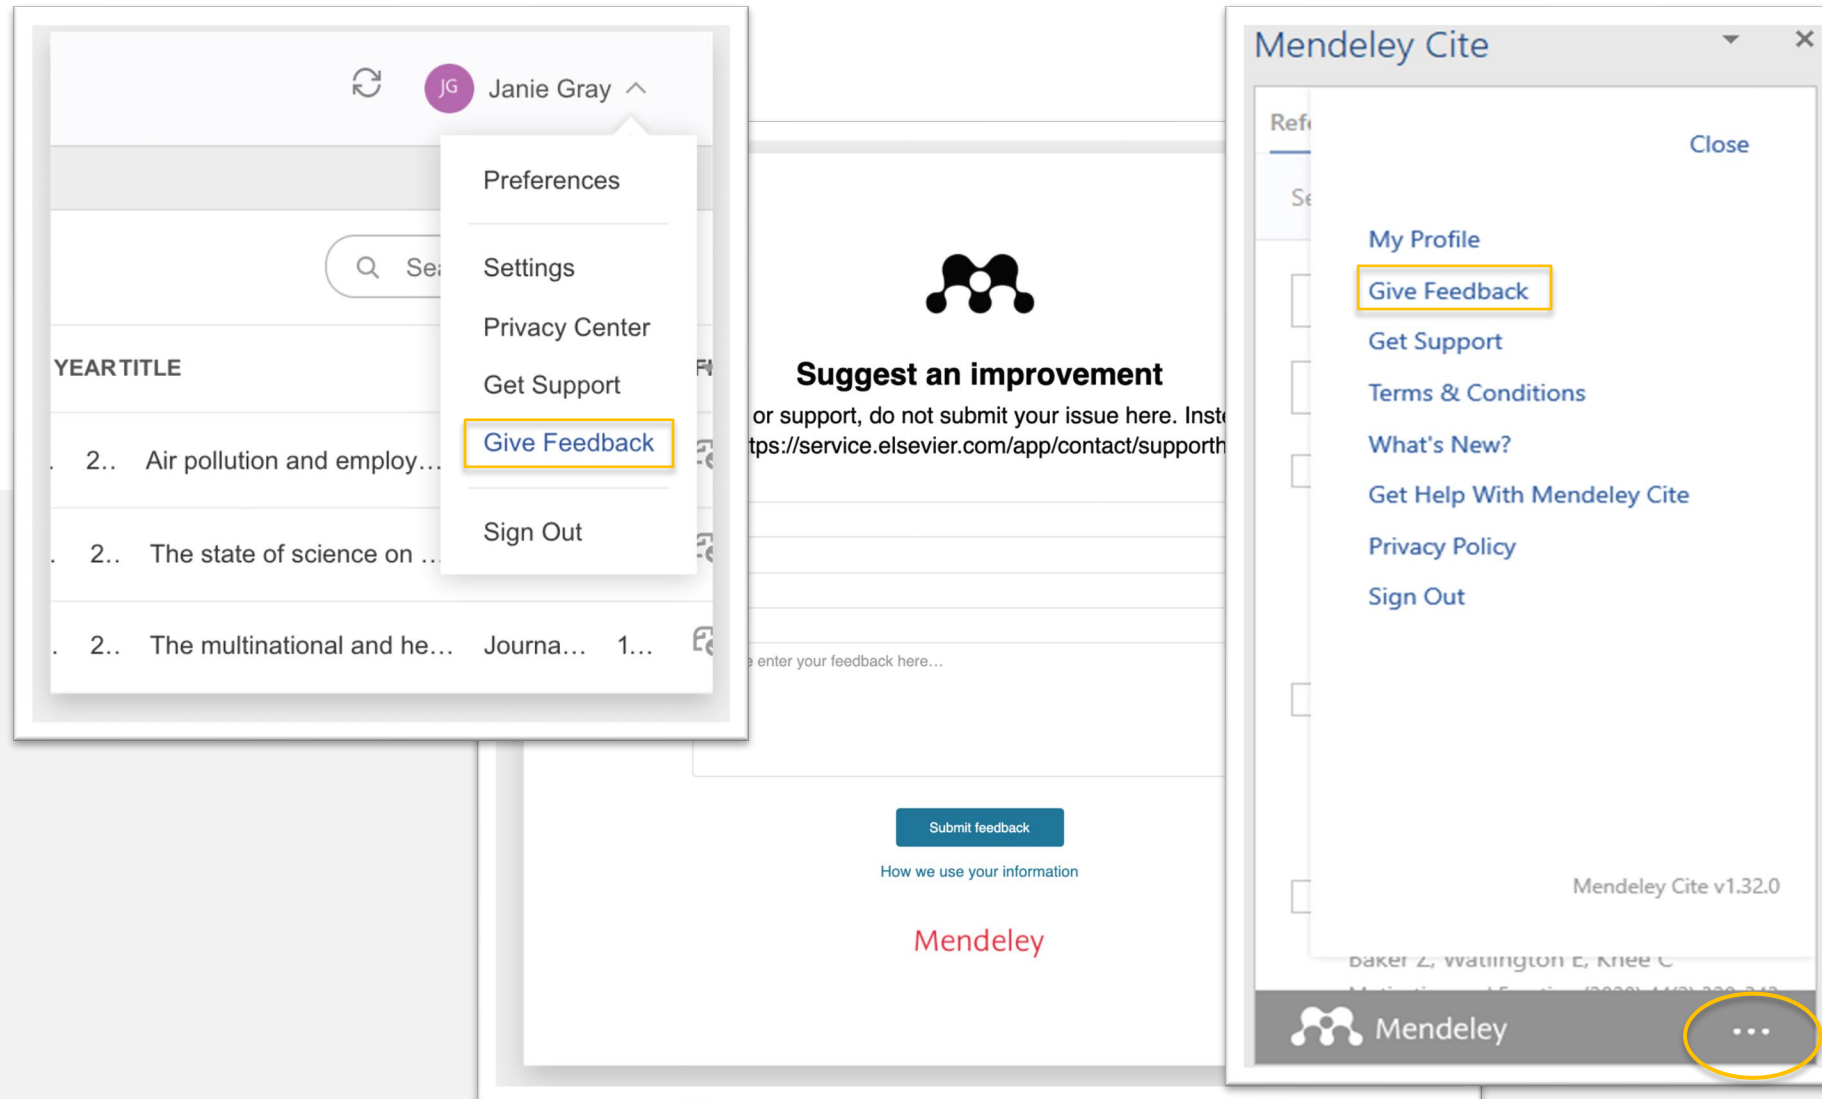 JG Janie Gray
Preferences
Settings
Privacy Center
Get Support
Give Feedback
Sign Out
YEAR TITLE
2.. Air pollution and employ…
2.. The state of science on …
2.. The multinational and he… Journa… 1…
Suggest an improvement
or support, do not submit your issue here.
service.elsevier.com/app/contact/supporth
enter your feedback here…
Submit feedback
How we use your information
Mendeley
Mendeley Cite
Close
My Profile
Give Feedback
Get Support
Terms & Conditions
What's New?
Get Help With Mendeley Cite
Privacy Policy
Sign Out
Mendeley Cite v1.32.0
Baker Z, Watlington E, Knee C
Mendeley